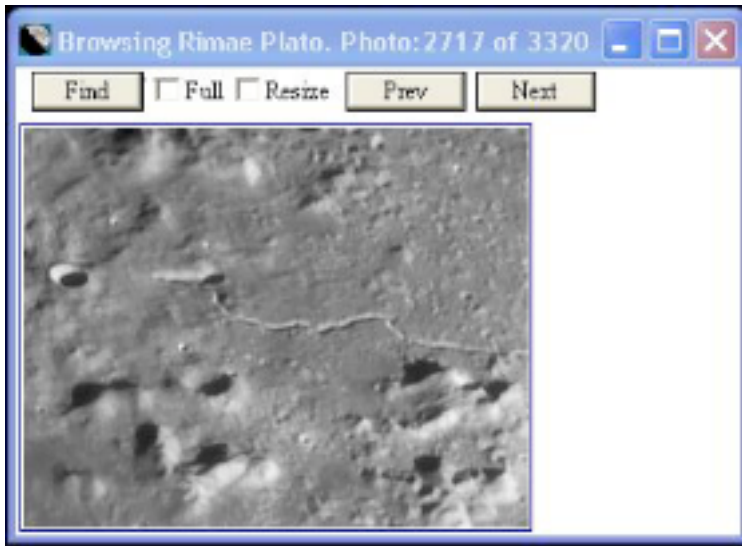 Browsing Rimae Plato. Photo:2717 of 3320
Find Full Resize Prev Next